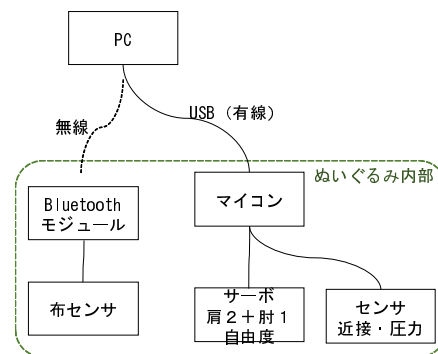 PC
USB（有線）
無線
ぬいぐるみ内部
Bluetooth
モジュール
マイコン
布センサ
サーボ
肩２＋肘１
自由度
センサ
近接・圧力